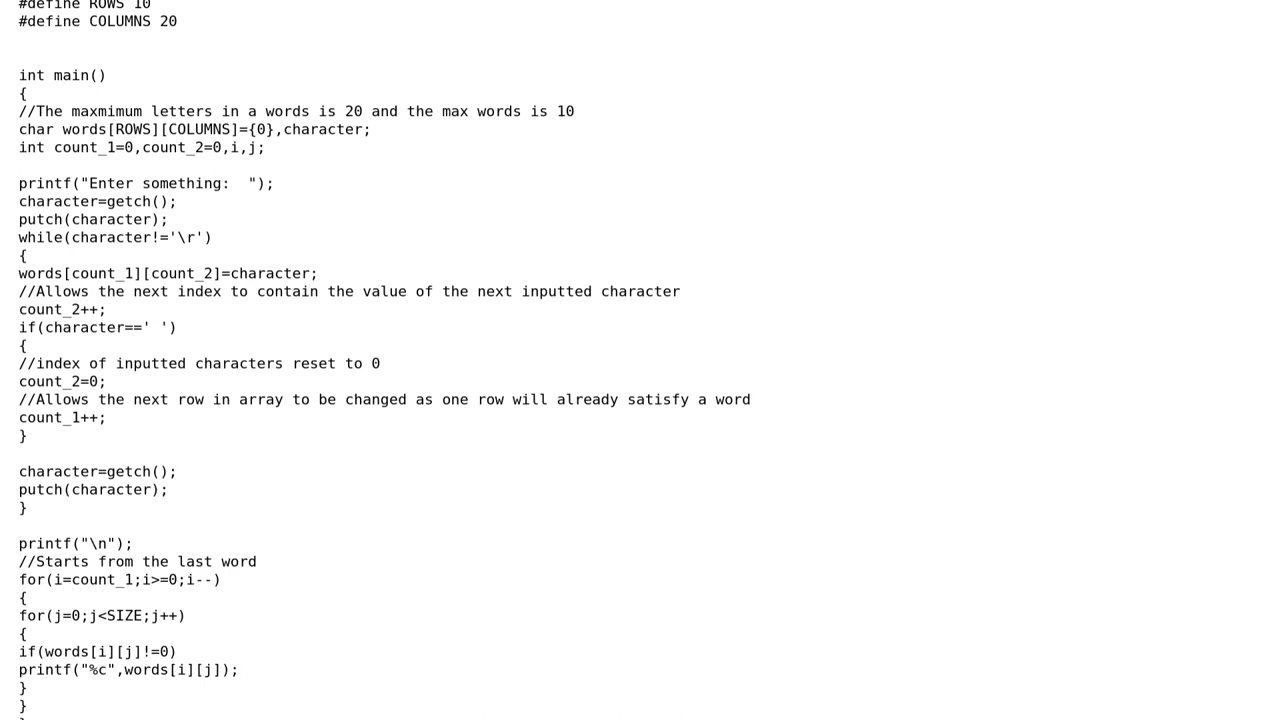 #define ROWS 10
#define COLUMNS 20
int main()
{
//The maxmimum letters in a words is 20 and the max words is 10
char words[ROWS][COLUMNS]={0},character;
int count_1=0,count_2=0,i,j;
printf("Enter something:  ");
character=getch();
putch(character);
while(character!='\r')
{
words[count_1][count_2]=character;
//Allows the next index to contain the value of the next inputted character
count_2++;
if(character==' ')
{
//index of inputted characters reset to 0
count_2=0;
//Allows the next row in array to be changed as one row will already satisfy a word
count_1++;
}
character=getch();
putch(character);
}
printf("\n");
//Starts from the last word
for(i=count_1;i>=0;i--)
{
for(j=0;j<SIZE;j++)
{
if(words[i][j]!=0)
printf("%c",words[i][j]);
}
}
}